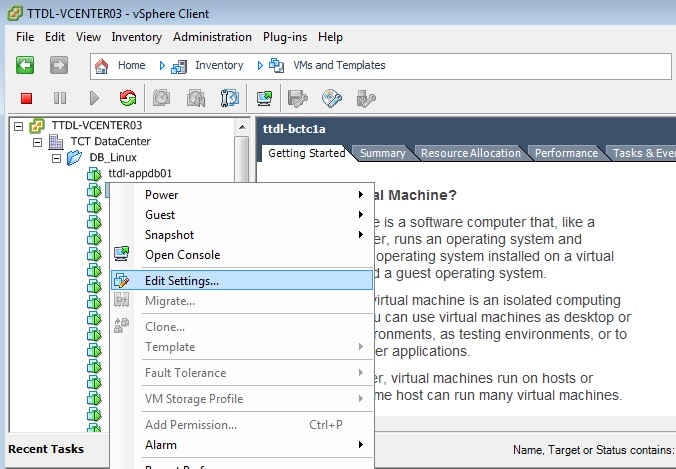 TTDL-VCENTER03 - vSphere Client
File Edit View Inventory Administration Plug-ins Help
Home Inventory VMs and Templates
TTDL-VCENTER03
TCT DataCenter
DB_Linux
ttdl-appdb01
ttdl-bctc1a
Getting Started Summary Resource Allocation Performance Tasks & Eve
Power
Guest
Snapshot
Open Console
Edit Settings...
Migrate...
Clone...
Template
Fault Tolerance
VM Storage Profile
Add Permission... Ctrl+P
Alarm
al Machine?
e is a software computer that, like a
er, runs an operating system and
operating system installed on a virtual
d a guest operating system.
virtual machine is an isolated computing
u can use virtual machines as desktop or
ronments, as testing environments, or to
er applications.
er, virtual machines run on hosts or
me host can run many virtual machines.
Recent Tasks
Name, Target or Status contains: